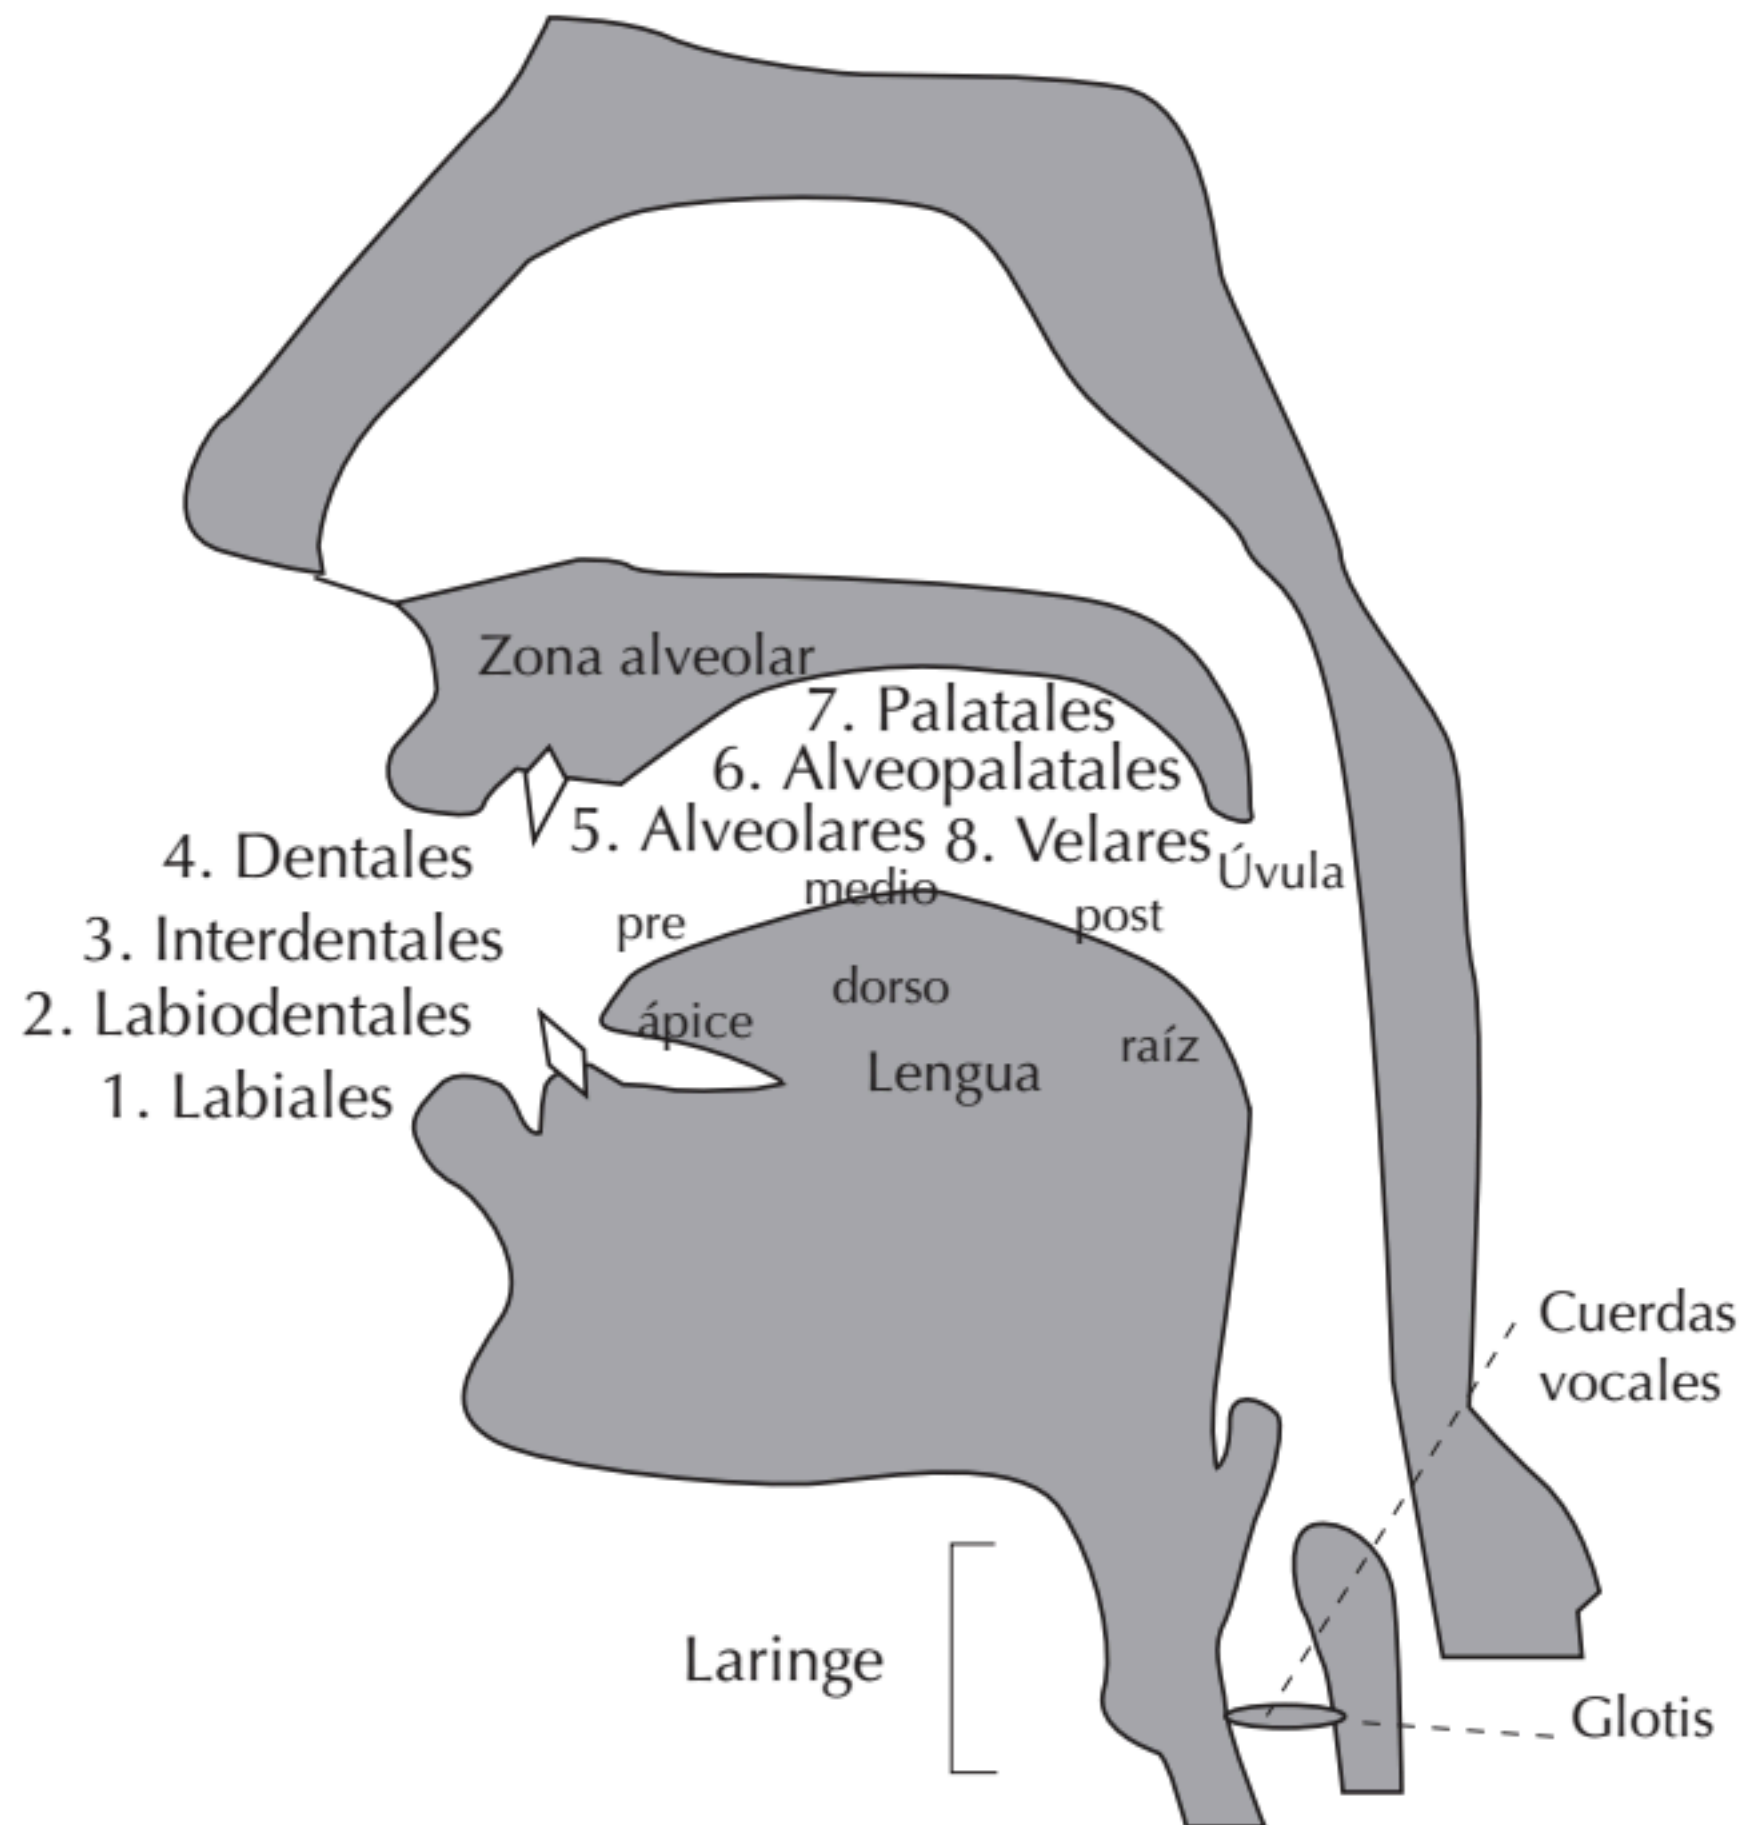 Zona alveolar
7. Palatales
6. Alveopalatales
5. Alveolares
8. Velares
Úvula
4. Dentales
medio
pre
post
3. Interdentales
dorso
2. Labiodentales
ápice
raíz
Lengua
1. Labiales
Cuerdas
vocales
Laringe
Glotis